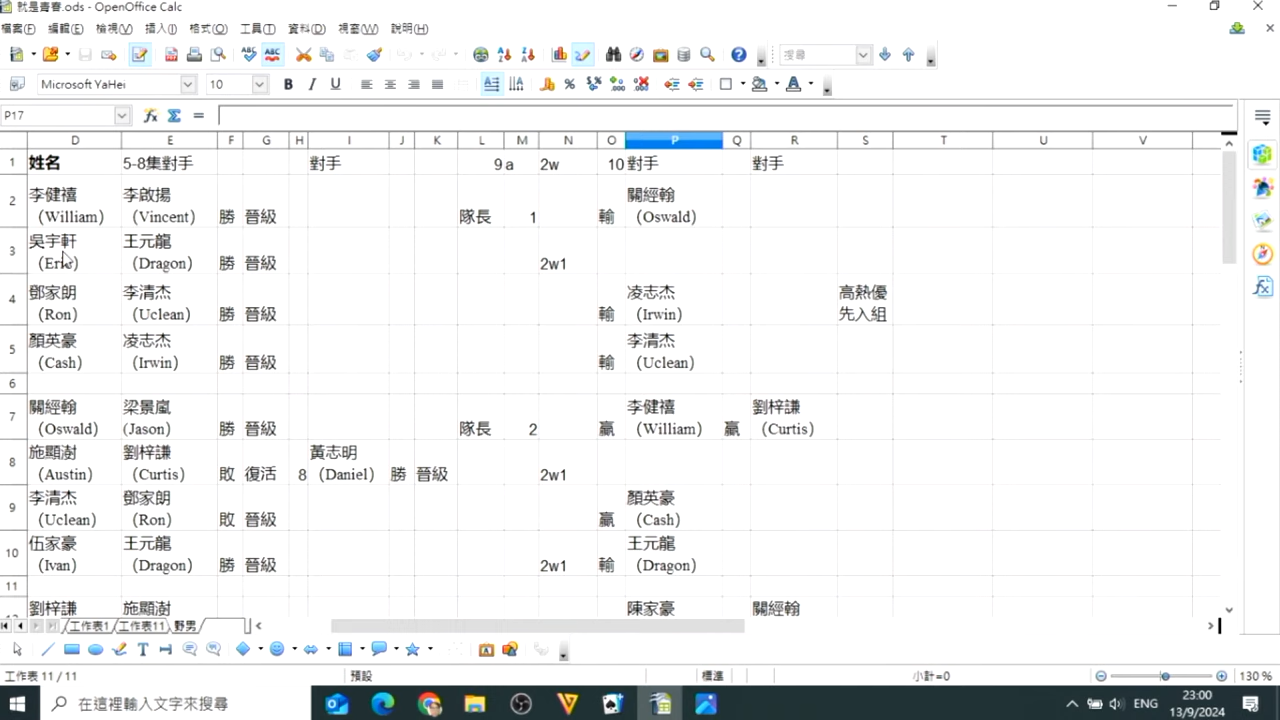 就是青春.ods - OpenOffice Calc
檔案(F) 編輯(E) 檢視(V) 插入(I) 格式(O) 工具(T) 資料(D) 視窗(W) 說明(H)
搜尋
Microsoft YaHei 10
P17
D E F G H I J K L M N O P Q R S T U V
1 姓名 5-8集對手 對手 9 a 2w 10 對手 對手
2 李健禧 李啟揚 關經翰
(William) (Vincent) 勝 晉級 隊長 1 輸 (Oswald)
3 吳宇軒 王元龍
(Eric) (Dragon) 勝 晉級 2w1
4 鄧家朗 李清杰 凌志杰 高熱優
(Ron) (Uclean) 勝 晉級 輸 (Irwin) 先入組
5 顏英豪 凌志杰 李清杰
(Cash) (Irwin) 勝 晉級 輸 (Uclean)
6
7 關經翰 梁景嵐 李健禧 劉梓謙
(Oswald) (Jason) 勝 晉級 隊長 2 贏 (William) 贏 (Curtis)
8 施顯澍 劉梓謙 黃志明
(Austin) (Curtis) 敗 復活 8 (Daniel) 勝 晉級 2w1
9 李清杰 鄧家朗 顏英豪
(Uclean) (Ron) 敗 晉級 贏 (Cash)
10 伍家豪 王元龍 王元龍
(Ivan) (Dragon) 勝 晉級 2w1 輸 (Dragon)
11
劉梓謙 施顯澍 陳家豪 關經翰
工作表1 工作表11 野男
工作表 11 / 11 預設 標準 小計=0 130 %
在這裡輸入文字來搜尋 ENG 23:00
13/9/2024